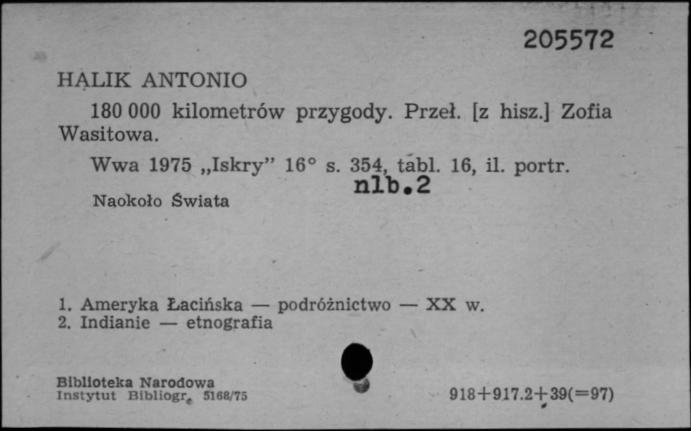 205572
HALIK ANTONIO
180 000 kilometrów przygody. Przeł. [z hisz.] Zofia
Wasitowa.
Wwa 1975 „Iskry” 16° s. 354, tabl. 16, il. portr.
nlb.2
Naokoło Świata
1. Ameryka Łacińska — podróżnictwo — XX w.
2. Indianie — etnografia
Biblioteka Narodowa
Instytut Bibliogr. 5168/75
918+917.2+39(=97)